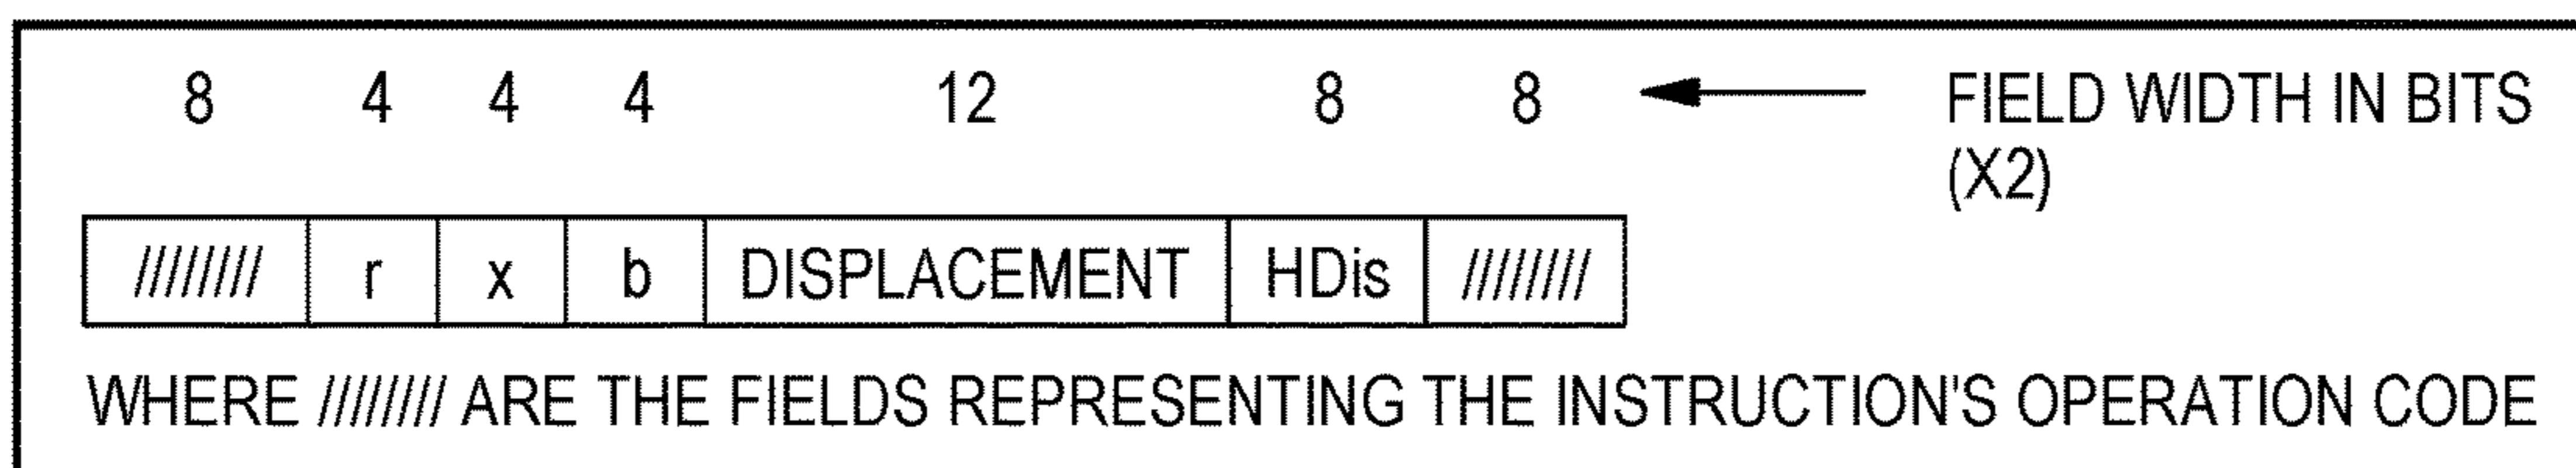 8 4 4 4 12 8 8 FIELD WIDTH IN BITS
(X2)
//////// r x b DISPLACEMENT HDis ////////
WHERE //////// ARE THE FIELDS REPRESENTING THE INSTRUCTION'S OPERATION CODE